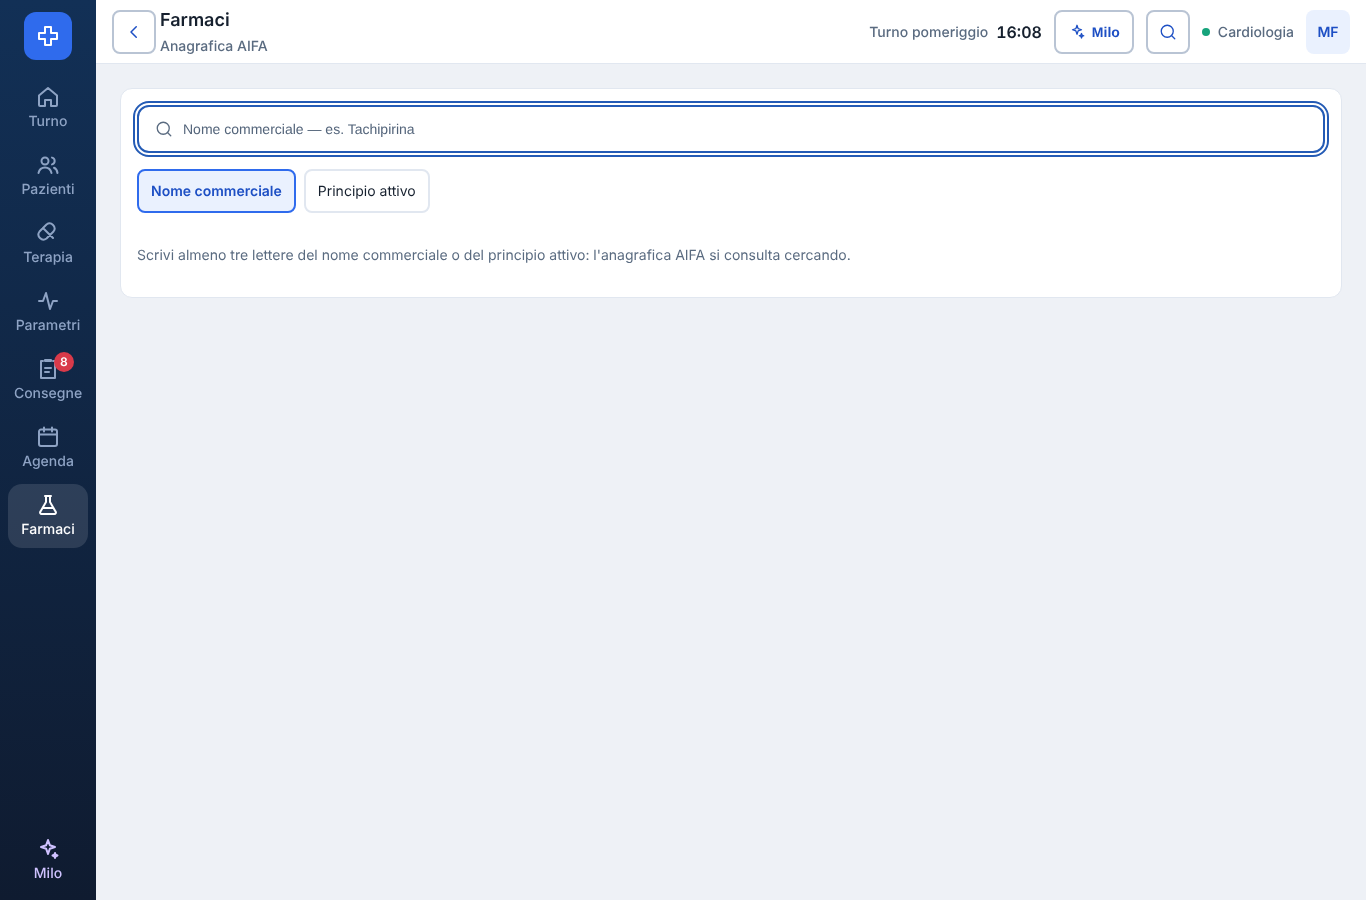 Farmaci
Anagrafica AIFA
Turno pomeriggio 16:08
Milo
Cardiologia
MF
Turno
Pazienti
Terapia
Parametri
8
Consegne
Agenda
Farmaci
Milo
Nome commerciale — es. Tachipirina
Nome commerciale
Principio attivo
Scrivi almeno tre lettere del nome commerciale o del principio attivo: l'anagrafica AIFA si consulta cercando.